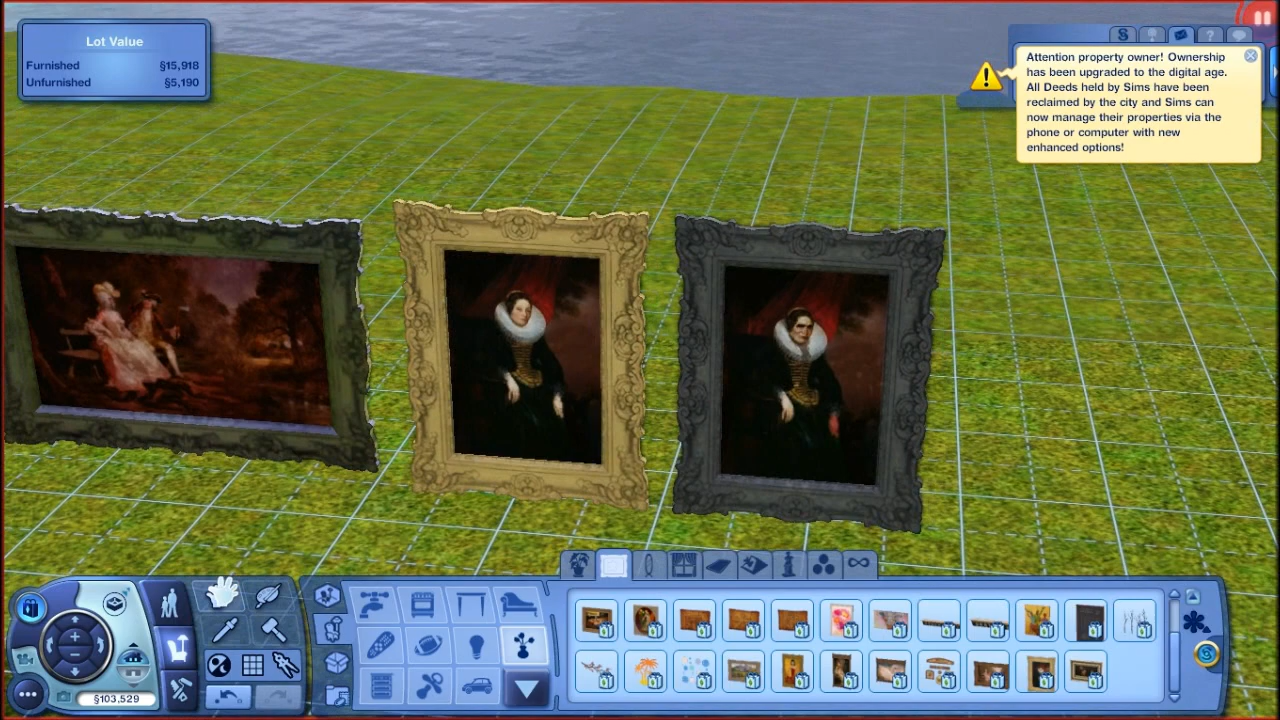 Lot Value
Furnished §15,918
Unfurnished §5,190
Attention property owner! Ownership
has been upgraded to the digital age.
All Deeds held by Sims have been
reclaimed by the city and Sims can
now manage their properties via the
phone or computer with new
enhanced options!
§103,529